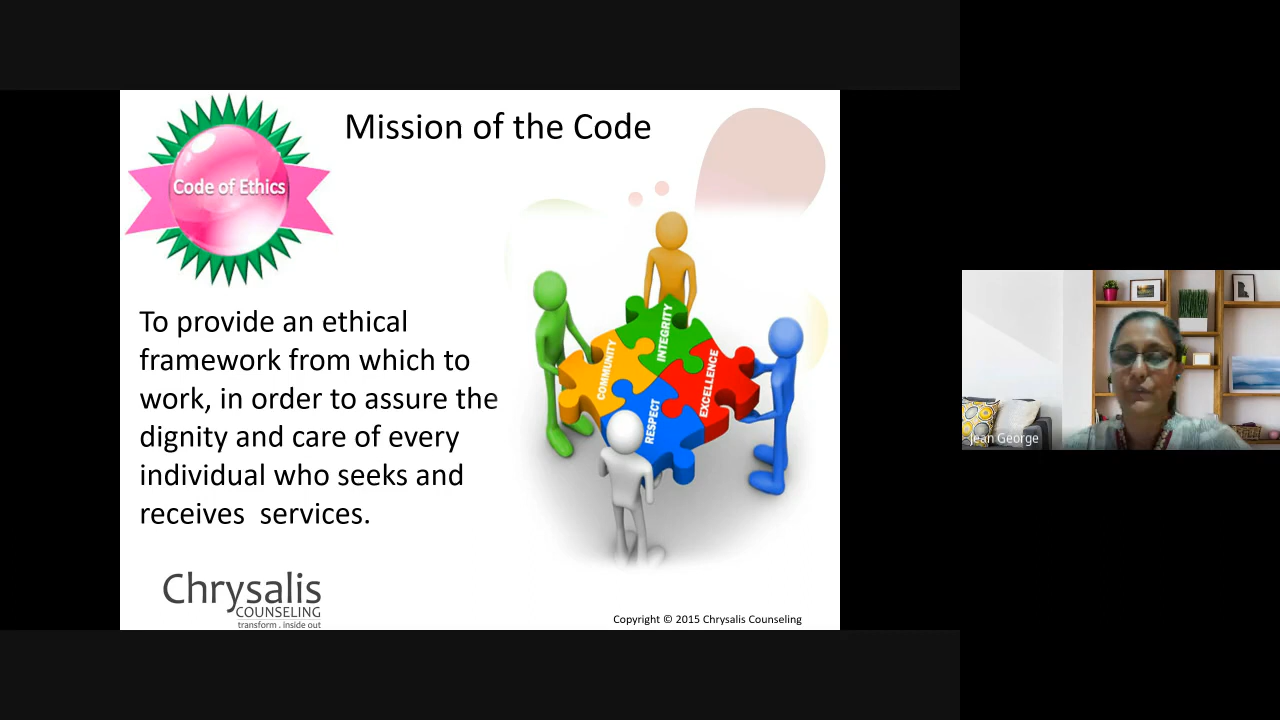 Mission of the Code
Code of Ethics
To provide an ethical
framework from which to
work, in order to assure the
dignity and care of every
individual who seeks and
receives  services.
INTEGRITY
COMMUNITY
EXCELLENCE
RESPECT
Jean George
Chrysalis
COUNSELING
transform . inside out
Copyright © 2015 Chrysalis Counseling